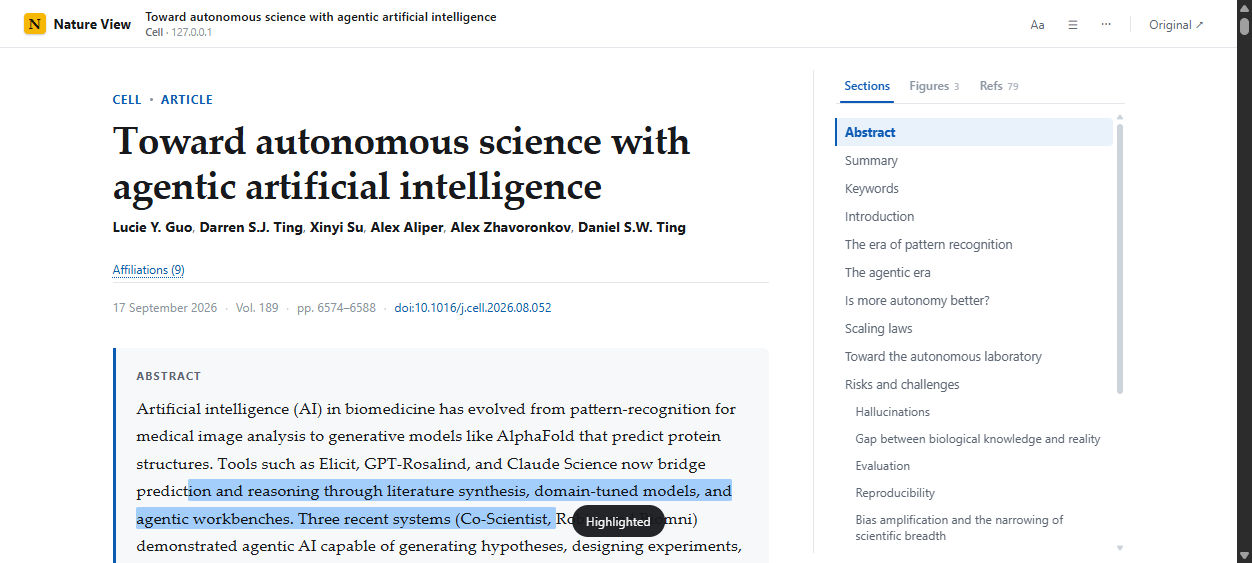 N Nature View
Toward autonomous science with agentic artificial intelligence
Cell · 127.0.0.1
Aa ☰ ··· Original ↗
CELL • ARTICLE
Toward autonomous science with
agentic artificial intelligence
Lucie Y. Guo, Darren S.J. Ting, Xinyi Su, Alex Aliper, Alex Zhavoronkov, Daniel S.W. Ting
Affiliations (9)
17 September 2026 · Vol. 189 · pp. 6574–6588 · doi:10.1016/j.cell.2026.08.052
ABSTRACT
Artificial intelligence (AI) in biomedicine has evolved from pattern-recognition for
medical image analysis to generative models like AlphaFold that predict protein
structures. Tools such as Elicit, GPT-Rosalind, and Claude Science now bridge
prediction and reasoning through literature synthesis, domain-tuned models, and
agentic workbenches. Three recent systems (Co-Scientist,
Highlighted
demonstrated agentic AI capable of generating hypotheses, designing experiments,
Sections Figures 3 Refs 79
Abstract
Summary
Keywords
Introduction
The era of pattern recognition
The agentic era
Is more autonomy better?
Scaling laws
Toward the autonomous laboratory
Risks and challenges
Hallucinations
Gap between biological knowledge and reality
Evaluation
Reproducibility
Bias amplification and the narrowing of
scientific breadth